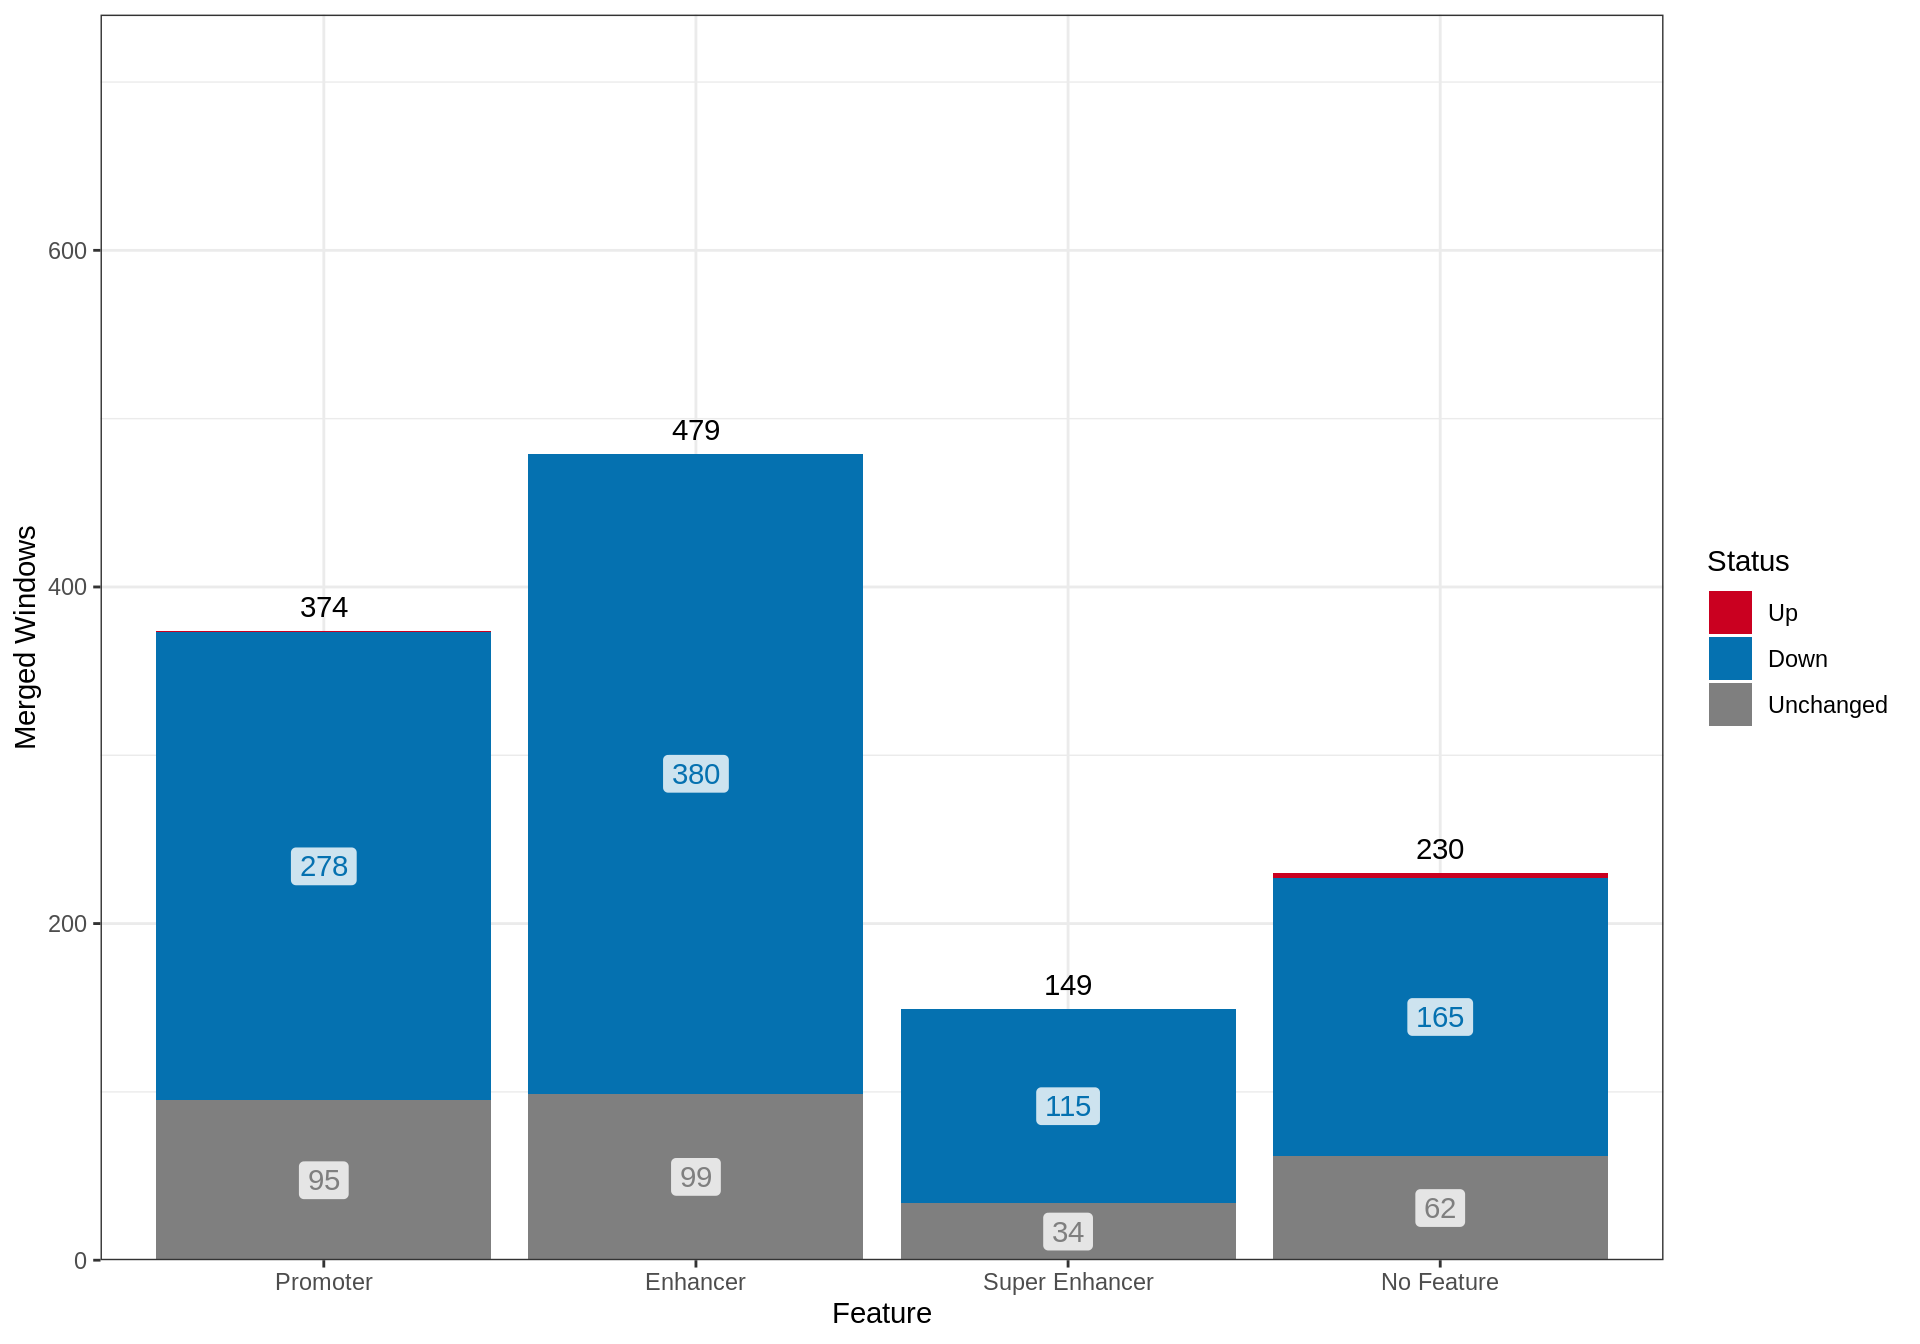 600
400
200
0
Merged Windows
374
278
95
479
380
99
149
115
34
230
165
62
Promoter
Enhancer
Super Enhancer
No Feature
Feature
Status
Up
Down
Unchanged